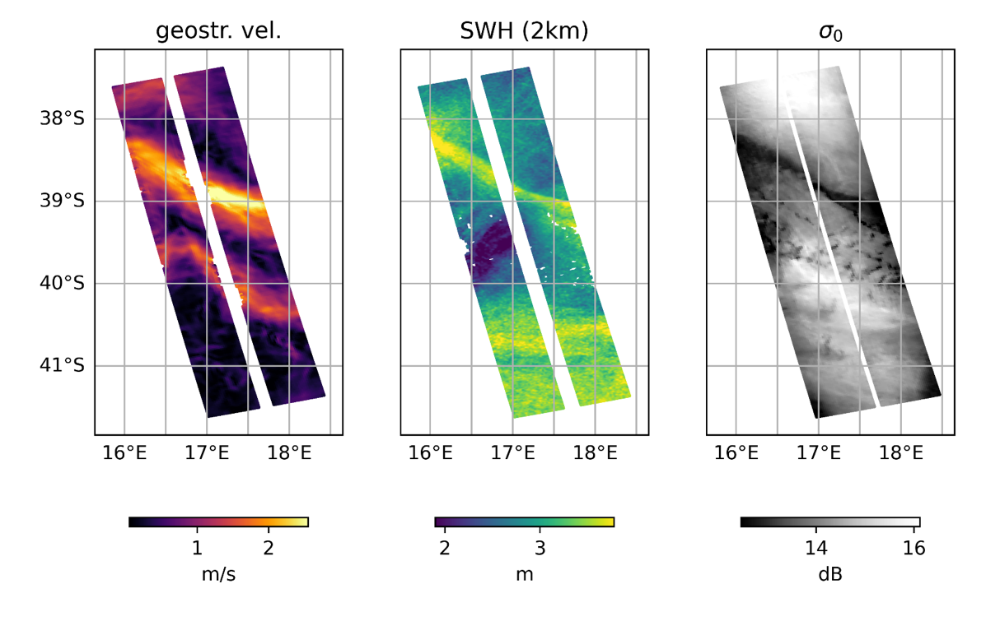 geostr. vel. SWH (2km) σ₀
38°S
39°S
40°S
41°S
16°E 17°E 18°E 16°E 17°E 18°E 16°E 17°E 18°E
1 2 2 3 14 16
m/s m dB